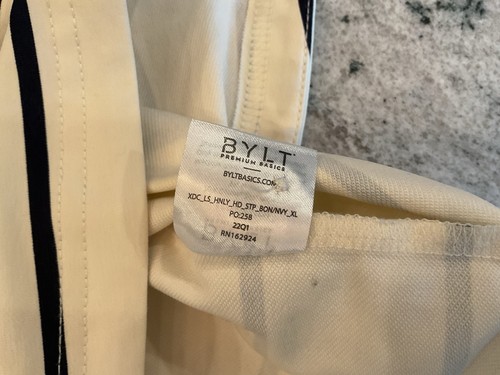 BYLT
PREMIUM BASICS
BYLTBASICS.COM
XDC_LS_HNLY_HD_STP_BON/NVY_XL
PO:258
22Q1
RN162924